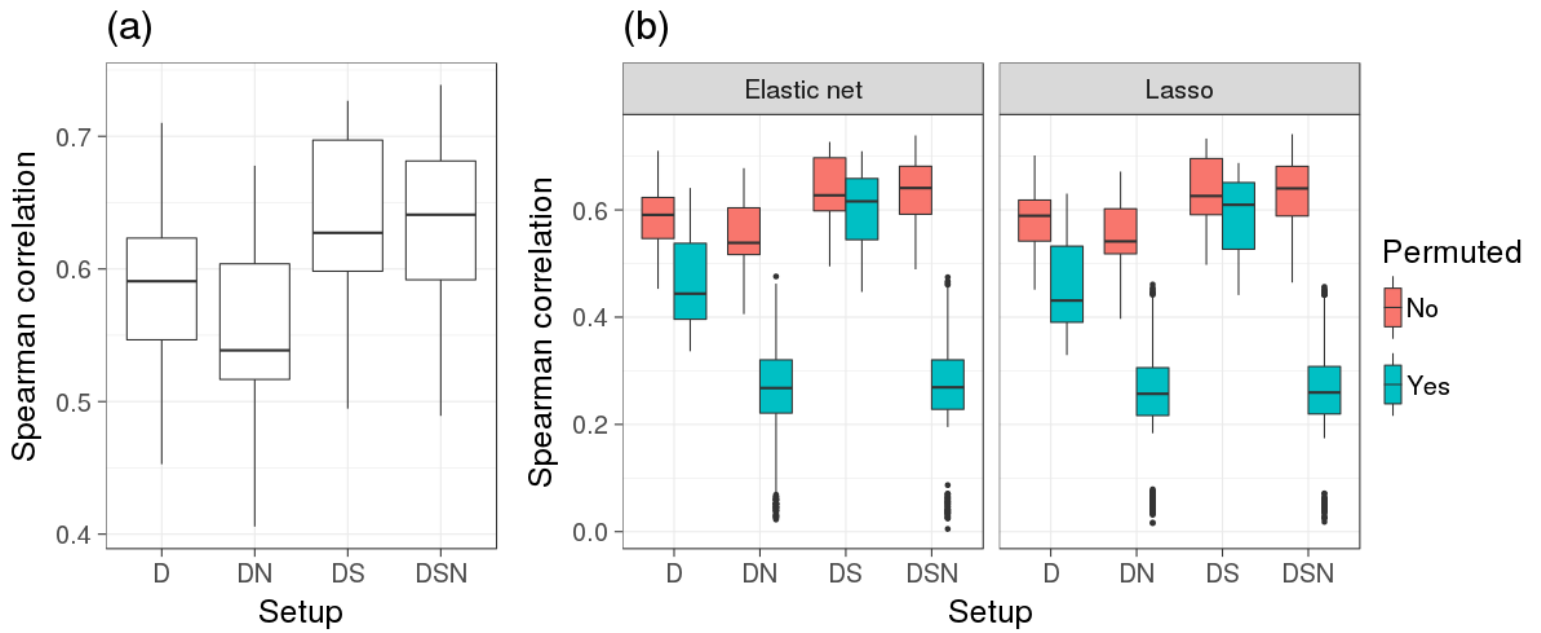 (a)
Spearman correlation
0.7
0.6
0.5
0.4
D DN DS DSN
Setup
(b)
Elastic net
Lasso
Spearman correlation
0.6
0.4
0.2
0.0
D DN DS DSN
D DN DS DSN
Setup
Permuted
No
Yes